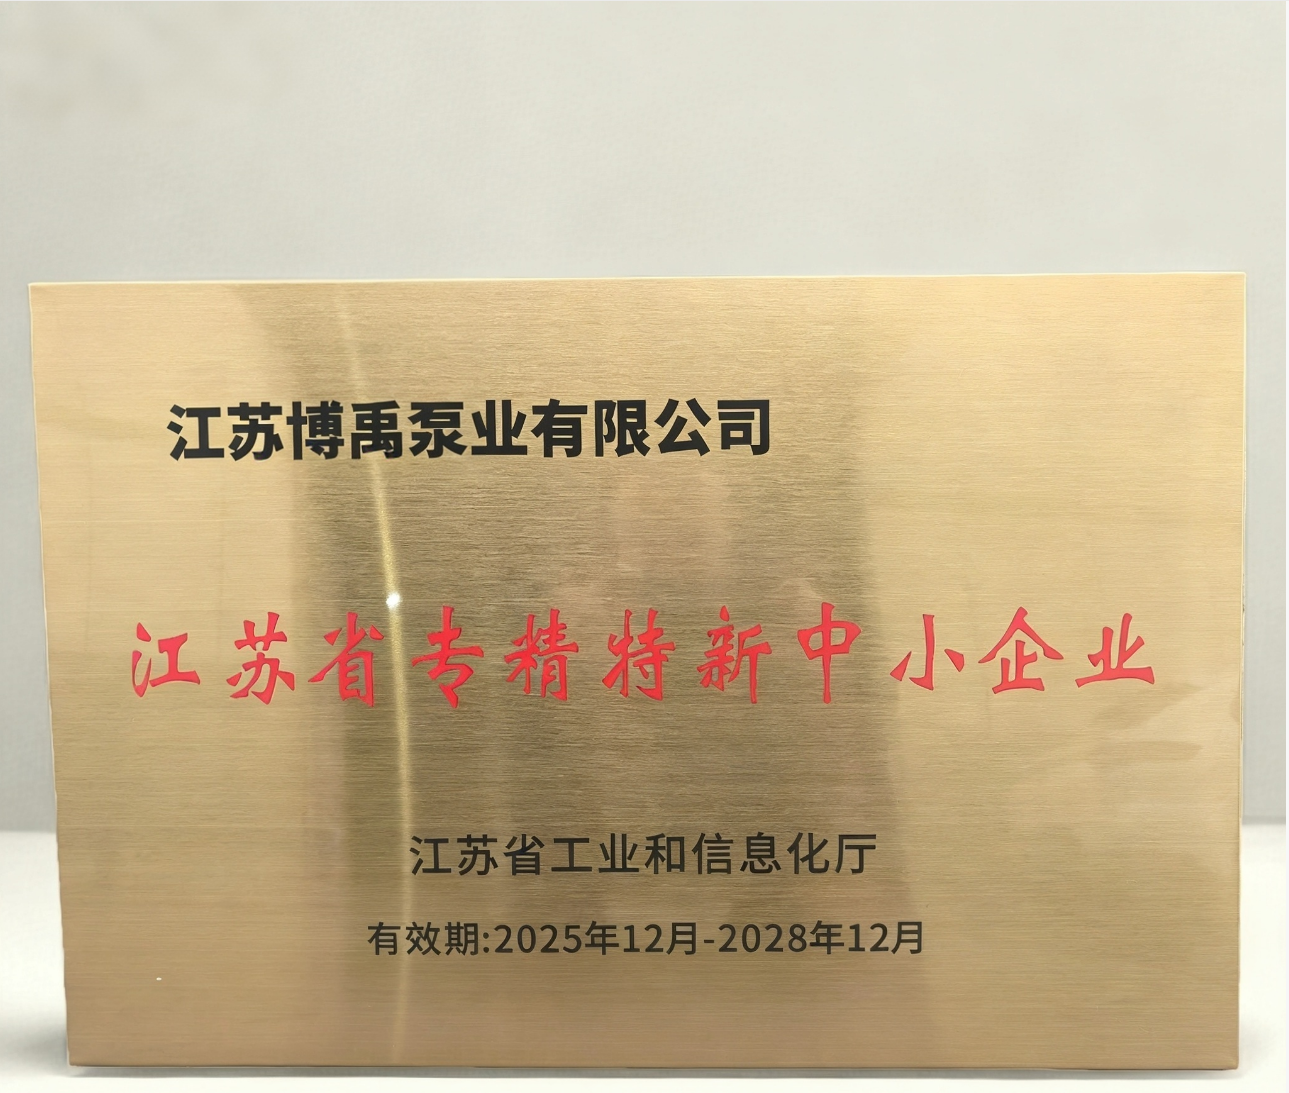 江苏博禹泵业有限公司
江苏省专精特新中小企业
江苏省工业和信息化厅
有效期:2025年12月-2028年12月